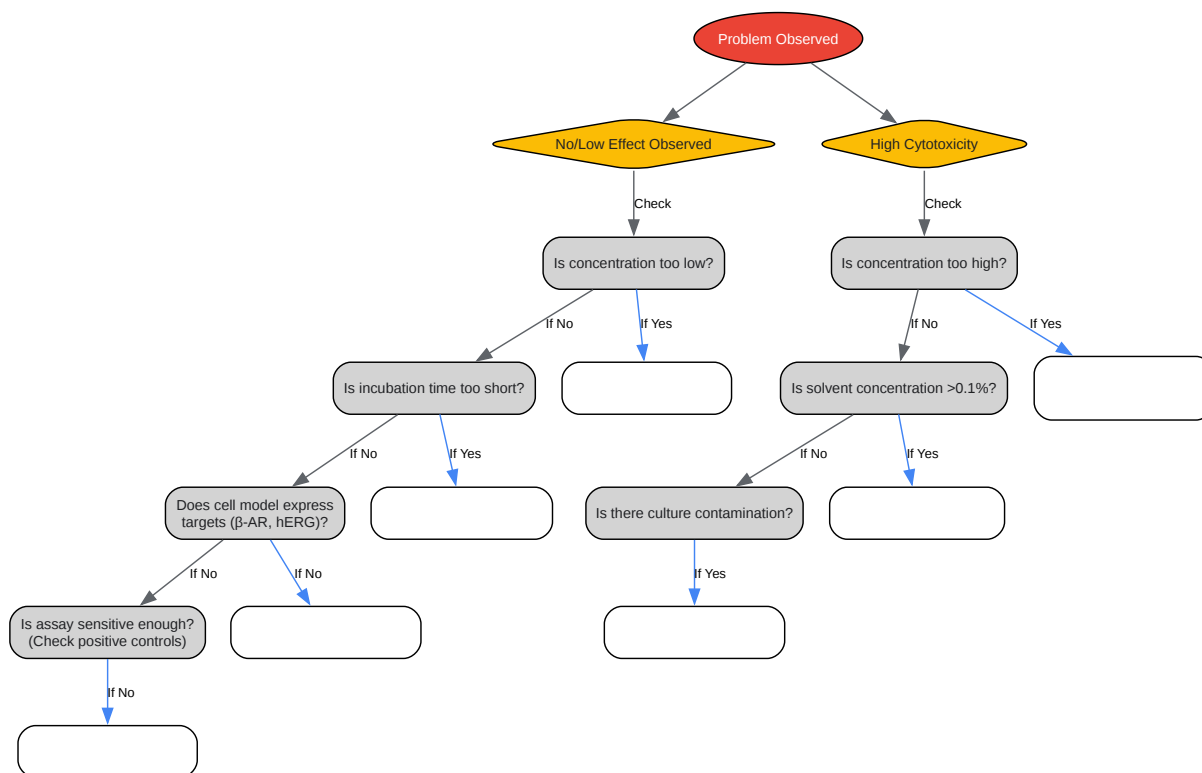 Problem Observed
No/Low Effect Observed
High Cytotoxicity
Check
Check
Is concentration too low?
Is concentration too high?
If No
If Yes
If No
If Yes
Is incubation time too short?
Is solvent concentration >0.1%?
If No
If Yes
If No
If Yes
Does cell model express
targets (β-AR, hERG)?
Is there culture contamination?
If No
If No
If Yes
Is assay sensitive enough?
(Check positive controls)
If No